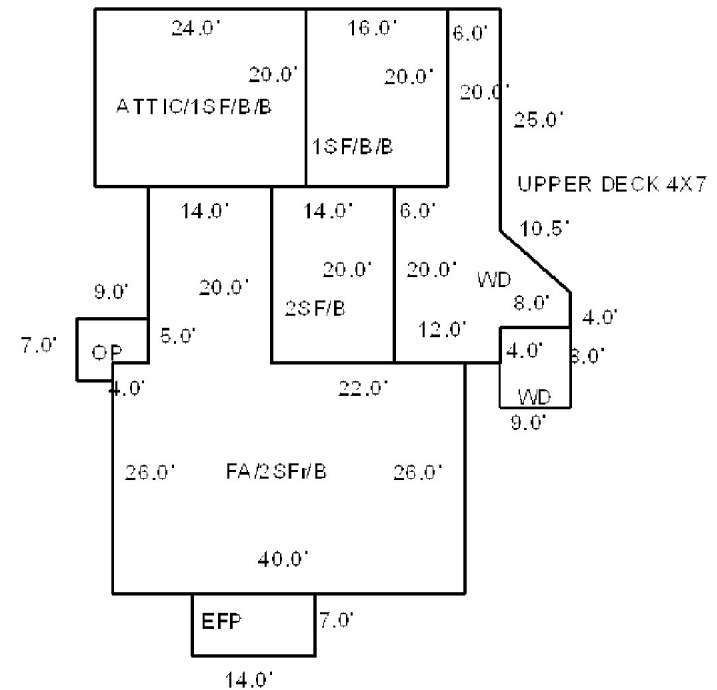 24.0' 16.0' 6.0'
20.0' 20.0' 20.0'
ATTIC/1SF/B/B 25.0'
1SF/B/B
UPPER DECK 4X7
14.0' 14.0' 6.0' 10.5'
20.0' 20.0' 20.0' WD
9.0' 2SF/B 8.0' 4.0'
7.0' OP 5.0' 12.0' 4.0' 8.0'
4.0' 22.0' WD
9.0'
26.0' FA/2SFr/B 26.0'
40.0'
EFP 7.0'
14.0'